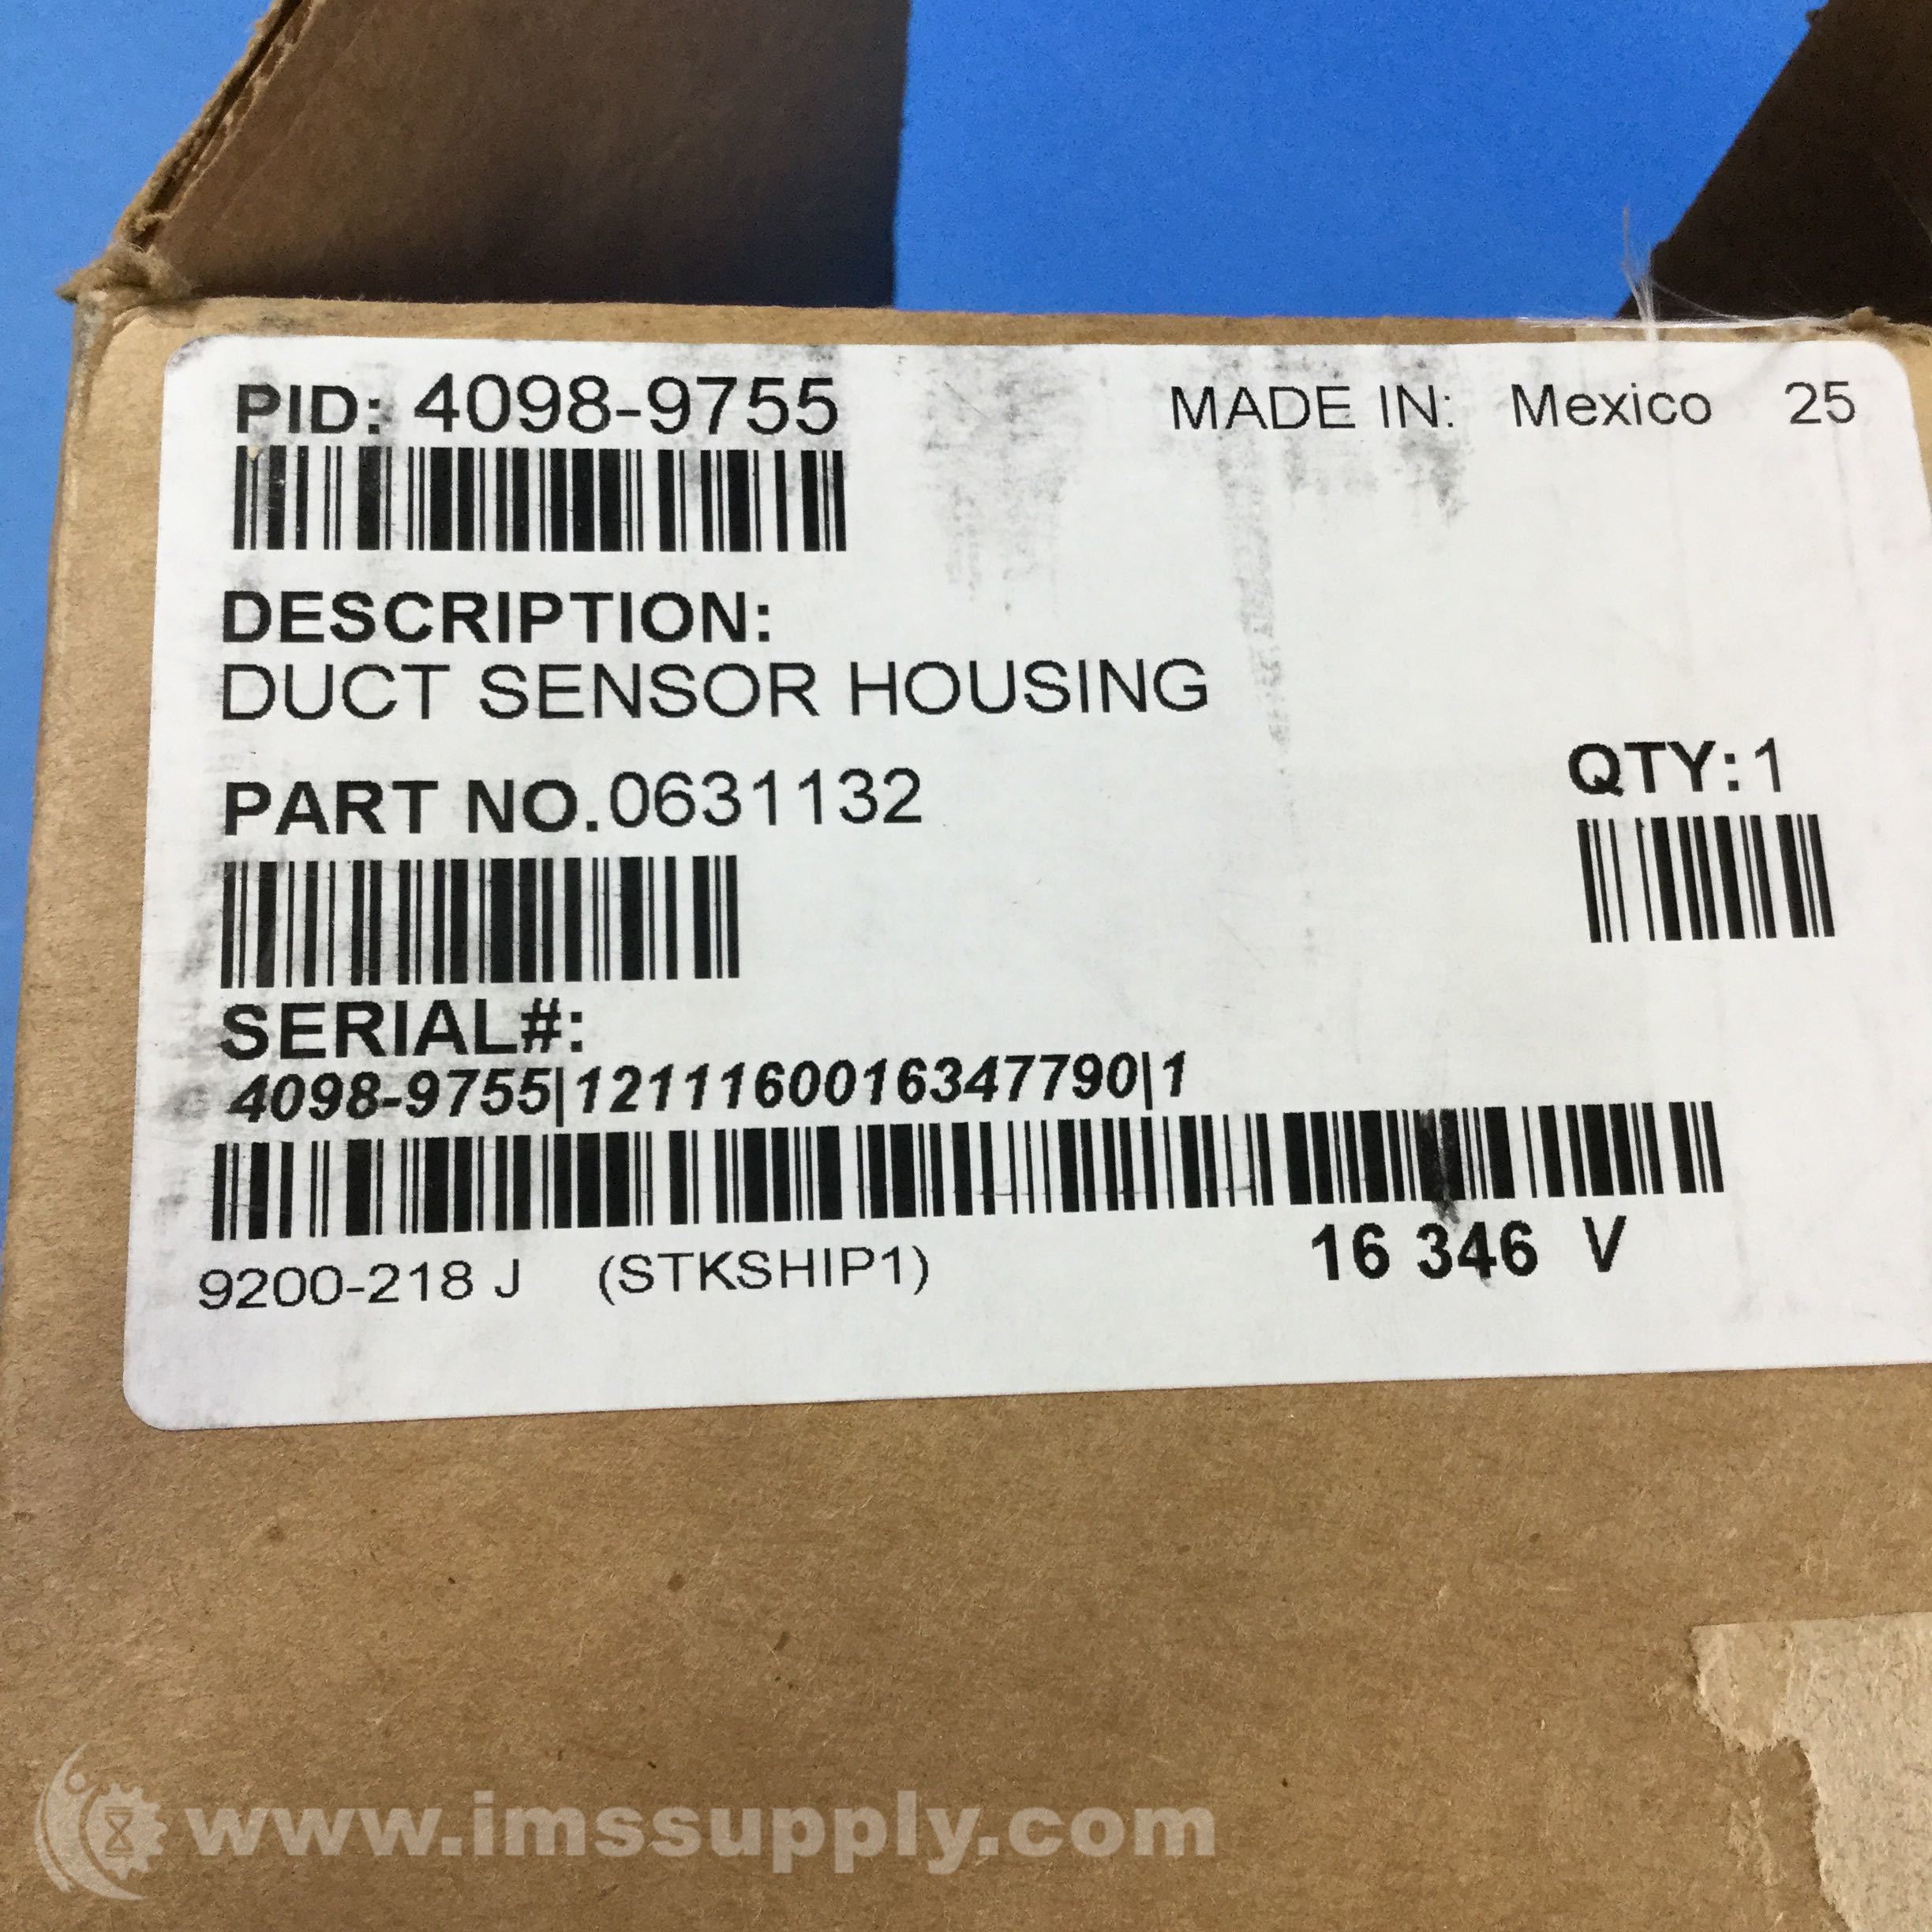 PID: 4098-9755
MADE IN: Mexico 25
DESCRIPTION:
DUCT SENSOR HOUSING
PART NO.0631132
QTY:1
SERIAL#:
4098-9755|1211160016347790|1
9200-218 J (STKSHIP1)
16 346 V
www.imssupply.com